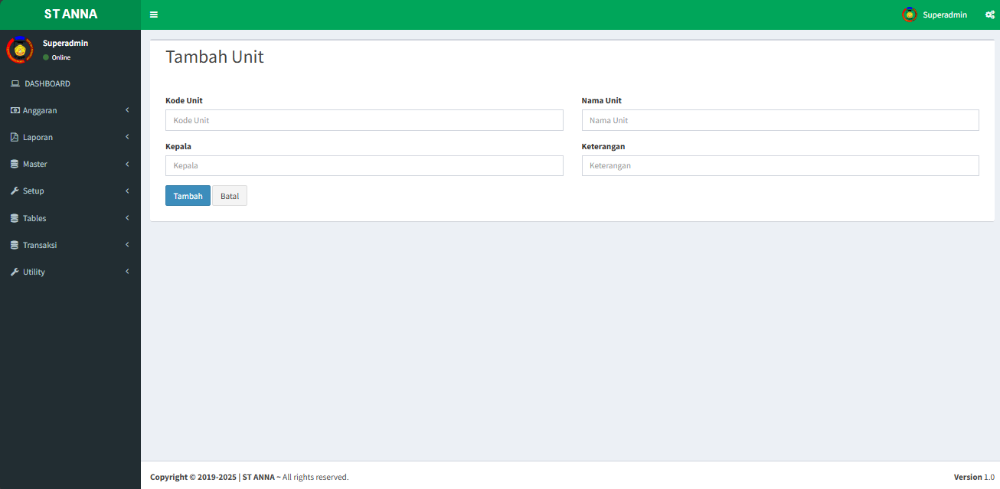 ST ANNA
Superadmin
Superadmin
Online
DASHBOARD
Anggaran
Laporan
Master
Setup
Tables
Transaksi
Utility
Tambah Unit
Kode Unit
Nama Unit
Kode Unit
Nama Unit
Kepala
Keterangan
Kepala
Keterangan
Tambah
Batal
Copyright © 2019-2025 | ST ANNA ~ All rights reserved.
Version 1.0